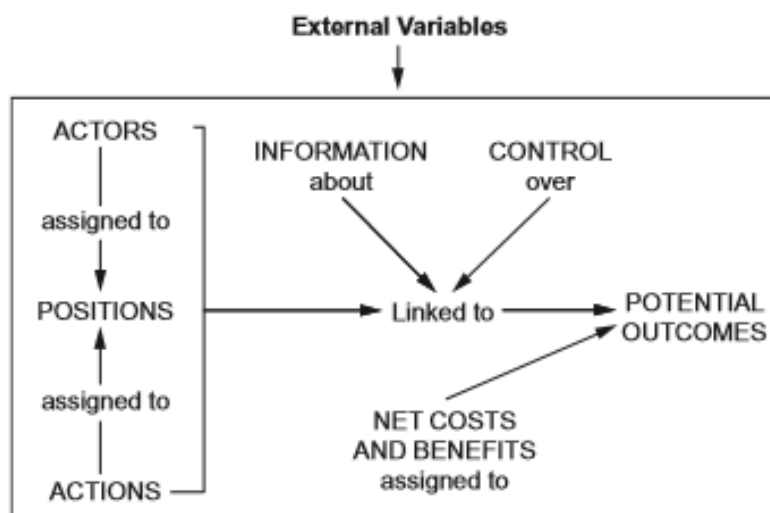 External Variables
ACTORS
assigned to
POSITIONS
assigned to
ACTIONS
INFORMATION
about
CONTROL
over
Linked to
POTENTIAL
OUTCOMES
NET COSTS
AND BENEFITS
assigned to